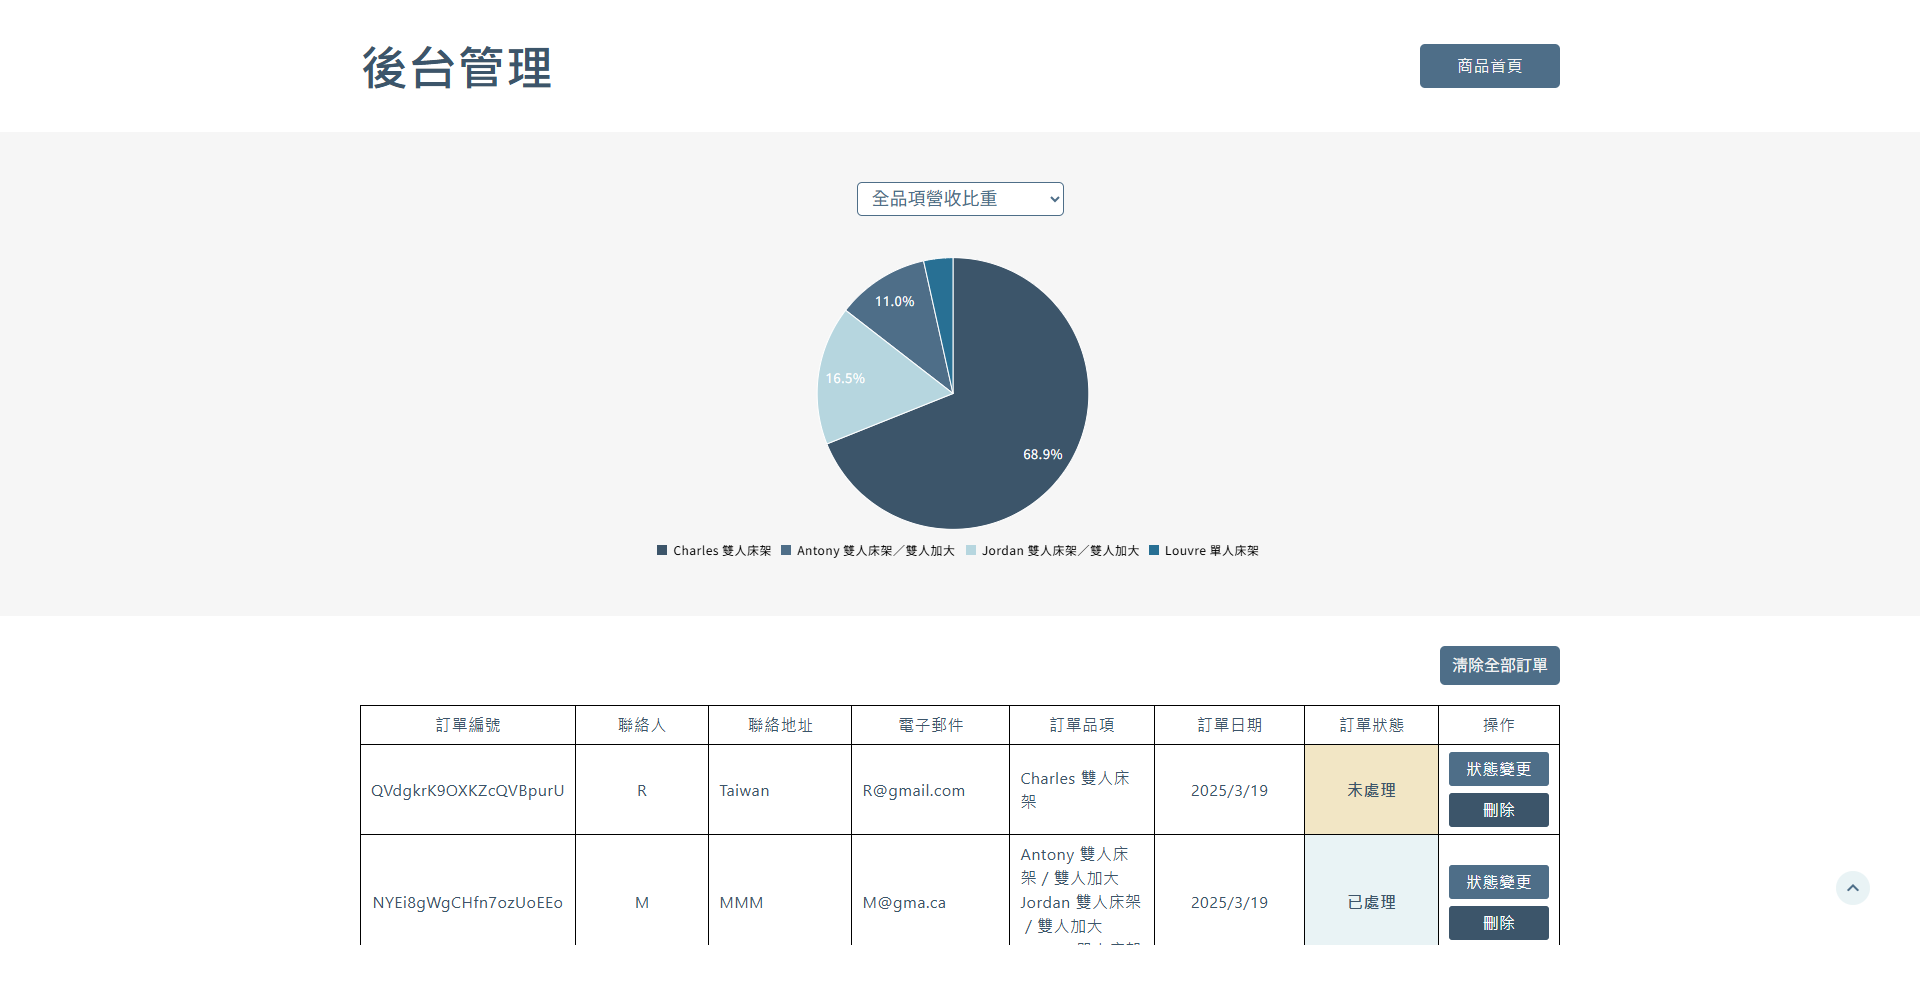 後台管理
商品首頁
全品項營收比重
11.0%
16.5%
68.9%
Charles 雙人床架 Antony 雙人床架／雙人加大 Jordan 雙人床架／雙人加大 Louvre 單人床架
清除全部訂單
訂單編號 聯絡人 聯絡地址 電子郵件 訂單品項 訂單日期 訂單狀態 操作
QVdgkrK9OXKZcQVBpurU R Taiwan R@gmail.com
Charles 雙人床
架
2025/3/19 未處理
狀態變更
刪除
NYEi8gWgCHfn7ozUoEEo M MMM M@gma.ca
Antony 雙人床
架／雙人加大
Jordan 雙人床架
／雙人加大
2025/3/19 已處理
狀態變更
刪除